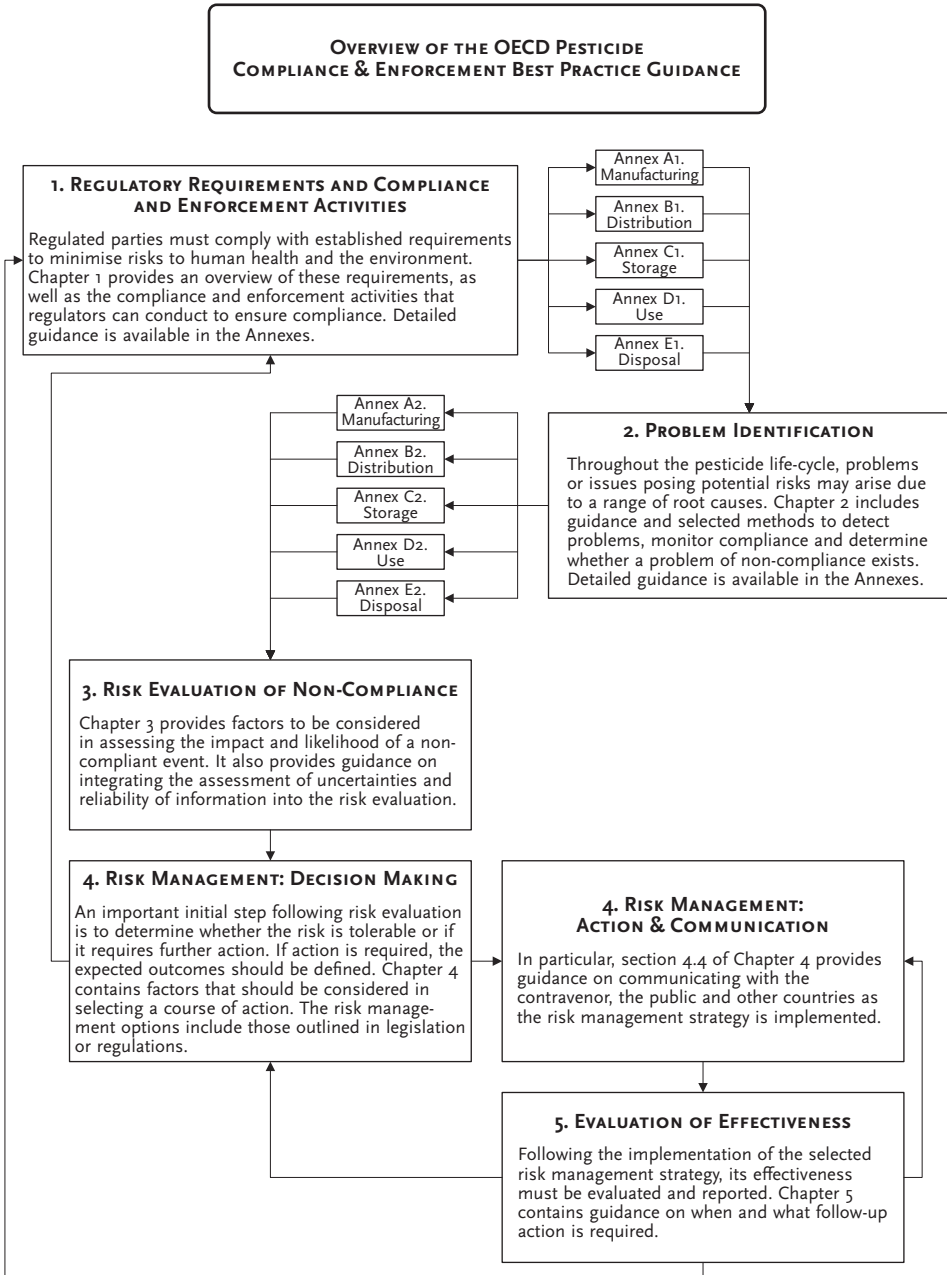 Overview of the OECD Pesticide
Compliance & Enforcement Best Practice Guidance
1. Regulatory Requirements and Compliance
and Enforcement Activities
Regulated parties must comply with established requirements
to minimise risks to human health and the environment.
Chapter 1 provides an overview of these requirements, as
well as the compliance and enforcement activities that
regulators can conduct to ensure compliance. Detailed
guidance is available in the Annexes.
Annex A1.
Manufacturing
Annex B1.
Distribution
Annex C1.
Storage
Annex D1.
Use
Annex E1.
Disposal
2. Problem Identification
Throughout the pesticide life-cycle, problems
or issues posing potential risks may arise due
to a range of root causes. Chapter 2 includes
guidance and selected methods to detect
problems, monitor compliance and determine
whether a problem of non-compliance exists.
Detailed guidance is available in the Annexes.
Annex A2.
Manufacturing
Annex B2.
Distribution
Annex C2.
Storage
Annex D2.
Use
Annex E2.
Disposal
3. Risk Evaluation of Non-Compliance
Chapter 3 provides factors to be considered
in assessing the impact and likelihood of a non-
compliant event. It also provides guidance on
integrating the assessment of uncertainties and
reliability of information into the risk evaluation.
4. Risk Management: Decision Making
An important initial step following risk evaluation
is to determine whether the risk is tolerable or if
it requires further action. If action is required, the
expected outcomes should be defined. Chapter 4
contains factors that should be considered in
selecting a course of action. The risk manage-
ment options include those outlined in legislation
or regulations.
4. Risk Management:
Action & Communication
In particular, section 4.4 of Chapter 4 provides
guidance on communicating with the
contravenor, the public and other countries as
the risk management strategy is implemented.
5. Evaluation of Effectiveness
Following the implementation of the selected
risk management strategy, its effectiveness
must be evaluated and reported. Chapter 5
contains guidance on when and what follow-up
action is required.